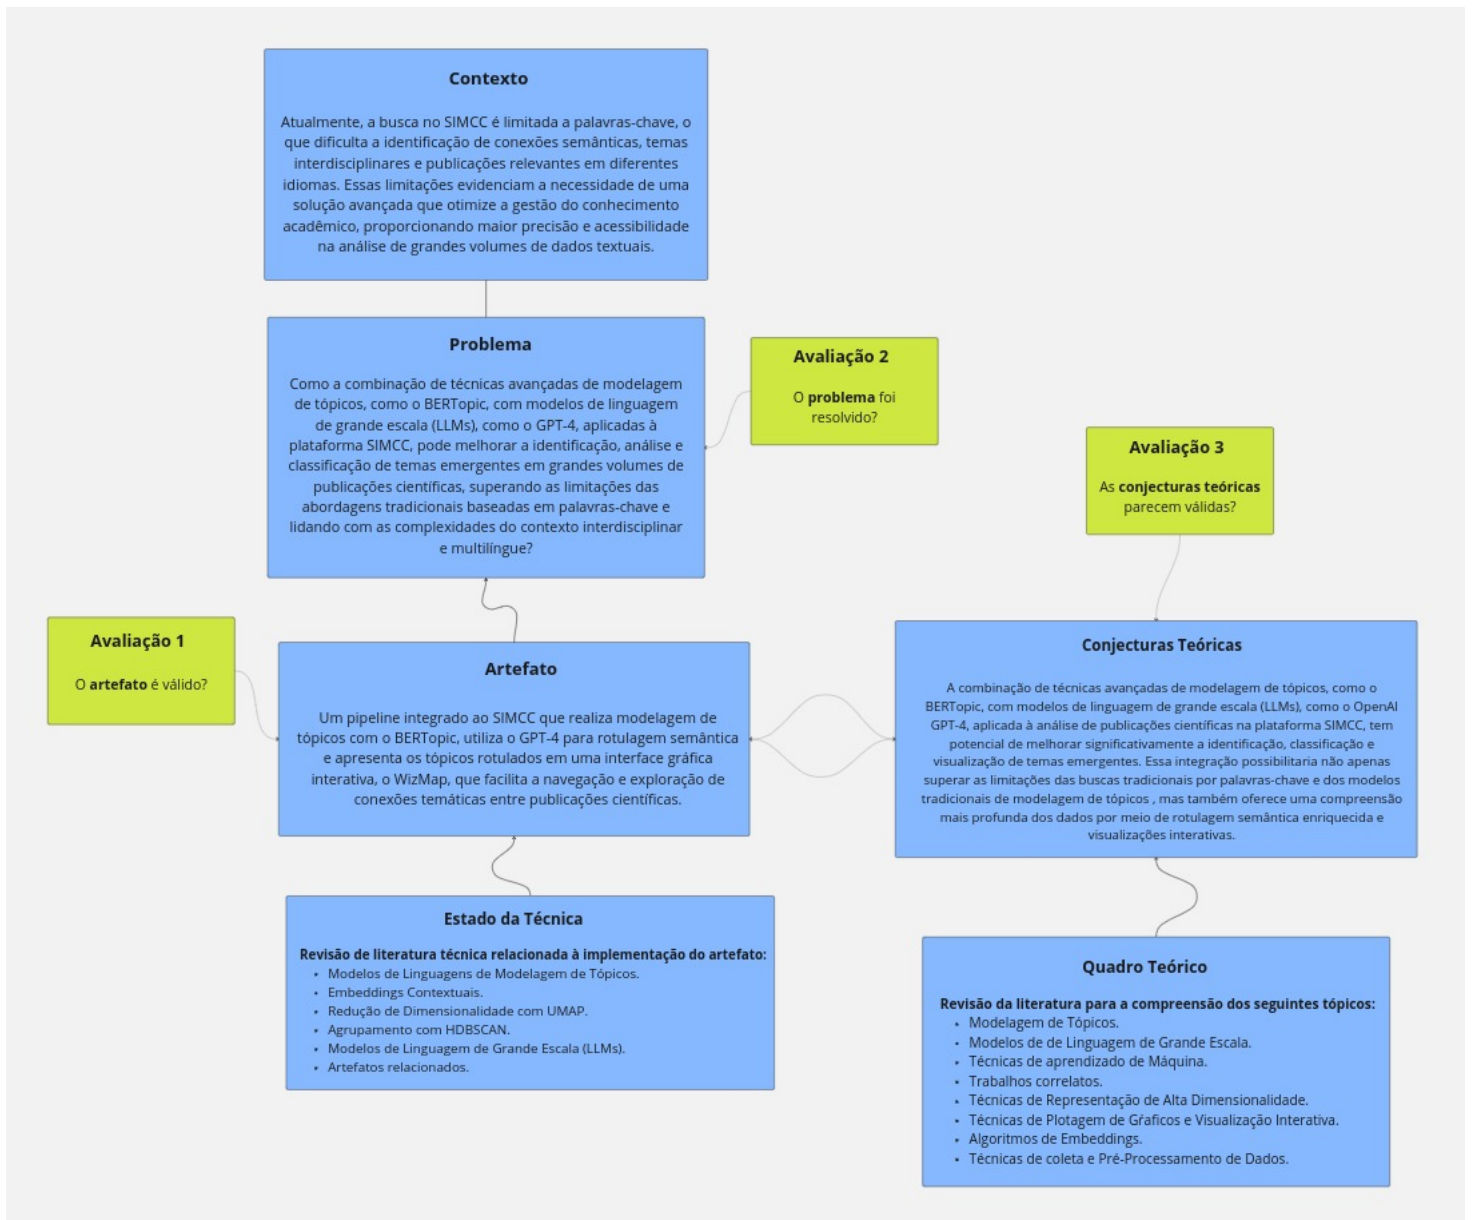 Contexto
Atualmente, a busca no SIMCC é limitada a palavras-chave, o
que dificulta a identificação de conexões semânticas, temas
interdisciplinares e publicações relevantes em diferentes
idiomas. Essas limitações evidenciam a necessidade de uma
solução avançada que otimize a gestão do conhecimento
acadêmico, proporcionando maior precisão e acessibilidade
na análise de grandes volumes de dados textuais.
Problema
Como a combinação de técnicas avançadas de modelagem
de tópicos, como o BERTopic, com modelos de linguagem
de grande escala (LLMs), como o GPT-4, aplicadas à
plataforma SIMCC, pode melhorar a identificação, análise e
classificação de temas emergentes em grandes volumes de
publicações científicas, superando as limitações das
abordagens tradicionais baseadas em palavras-chave e
lidando com as complexidades do contexto interdisciplinar
e multilíngue?
Avaliação 2
O problema foi
resolvido?
Avaliação 3
As conjecturas teóricas
parecem válidas?
Avaliação 1
O artefato é válido?
Artefato
Um pipeline integrado ao SIMCC que realiza modelagem de
tópicos com o BERTopic, utiliza o GPT-4 para rotulagem semântica
e apresenta os tópicos rotulados em uma interface gráfica
interativa, o WizMap, que facilita a navegação e exploração de
conexões temáticas entre publicações científicas.
Conjecturas Teóricas
A combinação de técnicas avançadas de modelagem de tópicos, como o
BERTopic, com modelos de linguagem de grande escala (LLMs), como o OpenAI
GPT-4, aplicada à análise de publicações científicas na plataforma SIMCC, tem
potencial de melhorar significativamente a identificação, classificação e
visualização de temas emergentes. Essa integração possibilitaria não apenas
superar as limitações das buscas tradicionais por palavras-chave e dos modelos
tradicionais de modelagem de tópicos , mas também oferece uma compreensão
mais profunda dos dados por meio de rotulagem semântica enriquecida e
visualizações interativas.
Estado da Técnica
Revisão de literatura técnica relacionada à implementação do artefato:
• Modelos de Linguagens de Modelagem de Tópicos.
• Embeddings Contextuais.
• Redução de Dimensionalidade com UMAP.
• Agrupamento com HDBSCAN.
• Modelos de Linguagem de Grande Escala (LLMs).
• Artefatos relacionados.
Quadro Teórico
Revisão da literatura para a compreensão dos seguintes tópicos:
• Modelagem de Tópicos.
• Modelos de de Linguagem de Grande Escala.
• Técnicas de aprendizado de Máquina.
• Trabalhos correlatos.
• Técnicas de Representação de Alta Dimensionalidade.
• Técnicas de Plotagem de Gŕaficos e Visualização Interativa.
• Algoritmos de Embeddings.
• Técnicas de coleta e Pré-Processamento de Dados.